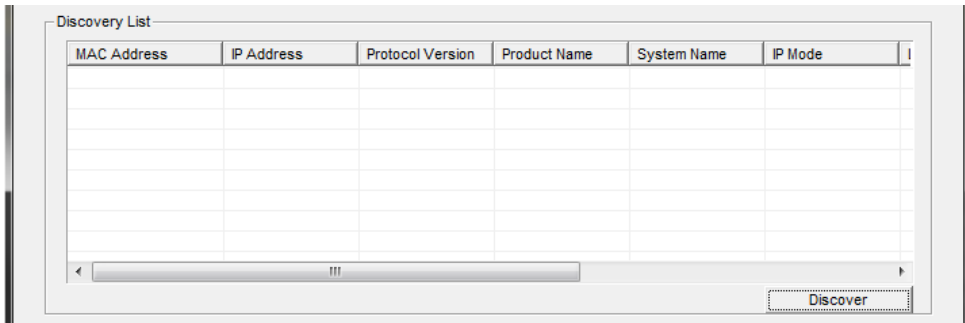 Discovery List
MAC Address IP Address Protocol Version Product Name System Name IP Mode
Discover